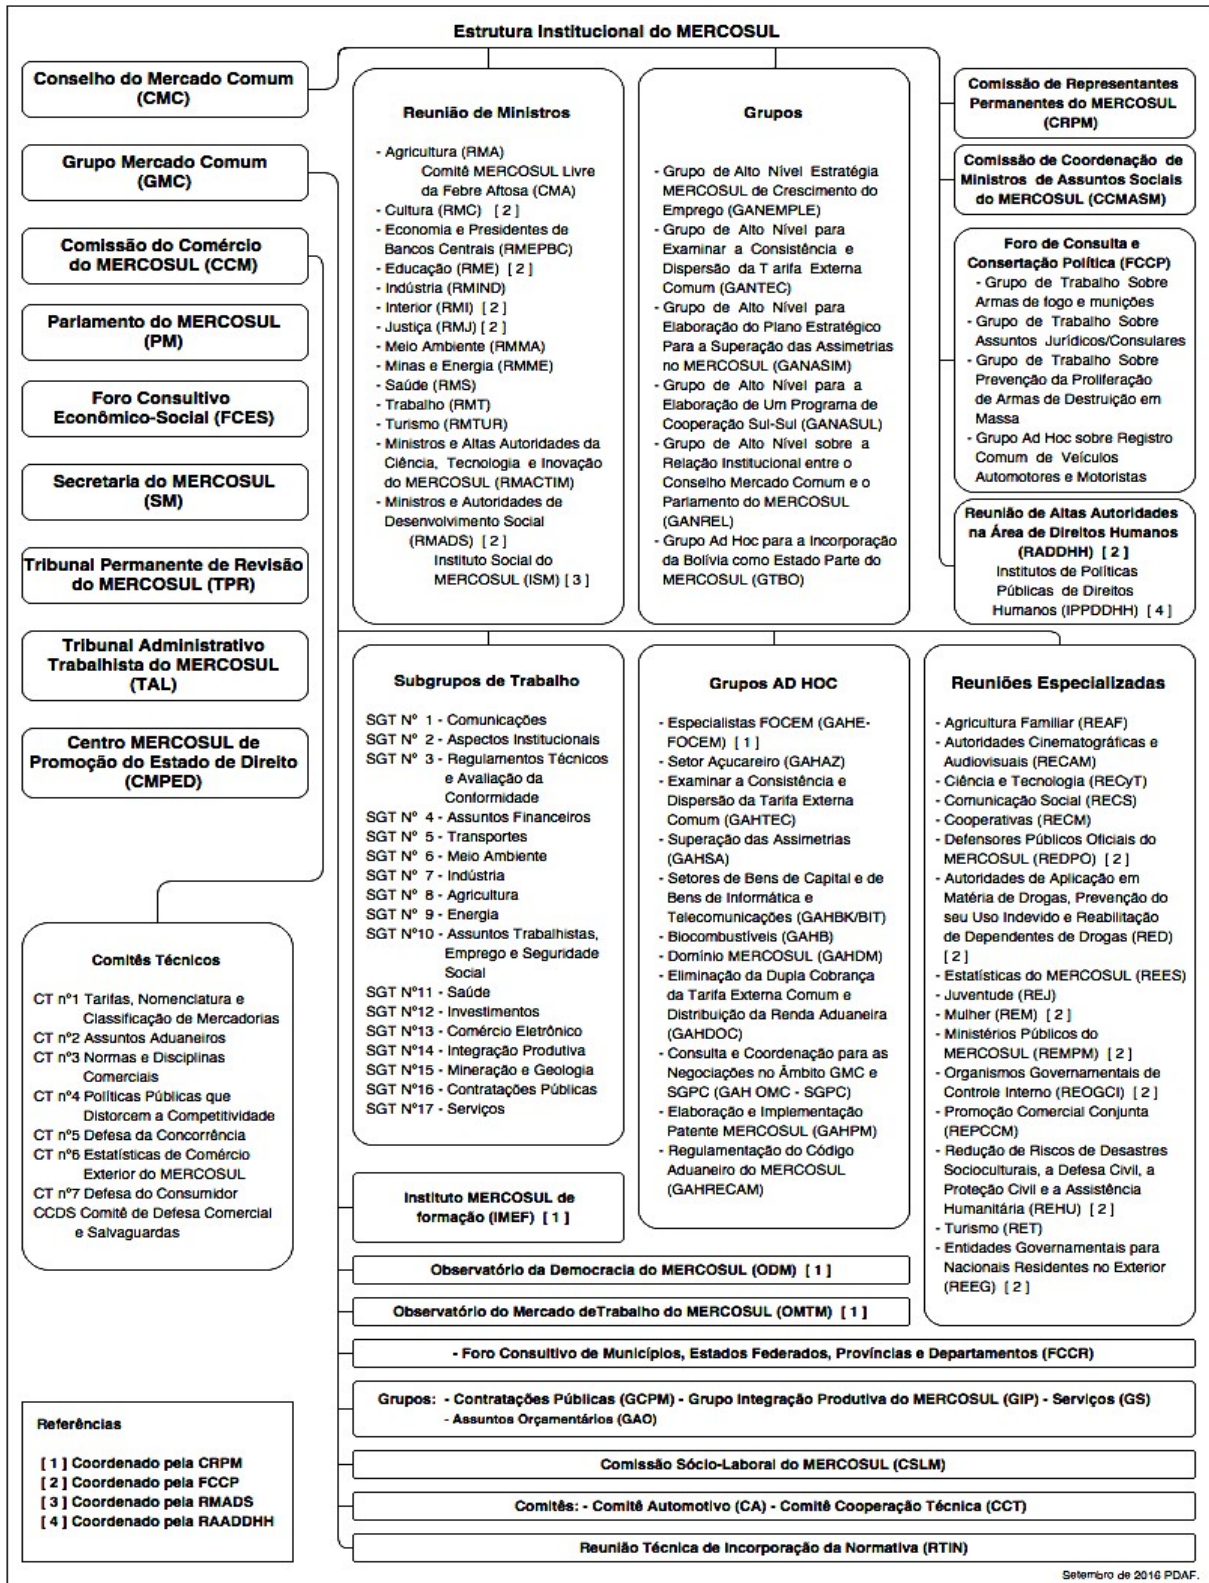 Estrutura Institucional do MERCOSUL
Conselho do Mercado Comum
(CMC)
Grupo Mercado Comum
(GMC)
Comissão do Comércio
do MERCOSUL (CCM)
Parlamento do MERCOSUL
(PM)
Foro Consultivo
Econômico-Social (FCES)
Secretaria do MERCOSUL
(SM)
Tribunal Permanente de Revisão
do MERCOSUL (TPR)
Tribunal Administrativo
Trabalhista do MERCOSUL
(TAL)
Centro MERCOSUL de
Promoção do Estado de Direito
(CMPED)
Reunião de Ministros
- Agricultura (RMA)
Comitê MERCOSUL Livre
da Febre Aftosa (CMA)
- Cultura (RMC) [ 2 ]
- Economia e Presidentes de
Bancos Centrais (RMEPBC)
- Educação (RME) [ 2 ]
- Indústria (RMIND)
- Interior (RMI) [ 2 ]
- Justiça (RMJ) [ 2 ]
- Meio Ambiente (RMMA)
- Minas e Energia (RMME)
- Saúde (RMS)
- Trabalho (RMT)
- Turismo (RMTUR)
- Ministros e Altas Autoridades da
Ciência, Tecnologia e Inovação
do MERCOSUL (RMACTIM)
- Ministros e Autoridades de
Desenvolvimento Social
(RMADS) [ 2 ]
Instituto Social do
MERCOSUL (ISM) [ 3 ]
Grupos
- Grupo de Alto Nível Estratégia
MERCOSUL de Crescimento do
Emprego (GANEMPLE)
- Grupo de Alto Nível para
Examinar a Consistência e
Dispersão da T arifa Externa
Comum (GANTEC)
- Grupo de Alto Nível para
Elaboração do Plano Estratégico
Para a Superação das Assimetrias
no MERCOSUL (GANASIM)
- Grupo de Alto Nível para a
Elaboração de Um Programa de
Cooperação Sul-Sul (GANASUL)
- Grupo de Alto Nível sobre a
Relação Institucional entre o
Conselho Mercado Comum e o
Parlamento do MERCOSUL
(GANREL)
- Grupo Ad Hoc para a Incorporação
da Bolívia como Estado Parte do
MERCOSUL (GTBO)
Comissão de Representantes
Permanentes do MERCOSUL
(CRPM)
Comissão de Coordenação de
Ministros de Assuntos Sociais
do MERCOSUL (CCMASM)
Foro de Consulta e
Consertação Política (FCCP)
- Grupo de Trabalho Sobre
Armas de fogo e munições
- Grupo de Trabalho Sobre
Assuntos Jurídicos/Consulares
- Grupo de Trabalho Sobre
Prevenção da Proliferação
de Armas de Destruição em
Massa
- Grupo Ad Hoc sobre Registro
Comum de Veículos
Automotores e Motoristas
Reunião de Altas Autoridades
na Área de Direitos Humanos
(RADDHH) [ 2 ]
Institutos de Políticas
Públicas de Direitos
Humanos (IPPDDHH) [ 4 ]
Subgrupos de Trabalho
SGT Nº 1 - Comunicações
SGT Nº 2 - Aspectos Institucionais
SGT Nº 3 - Regulamentos Técnicos
e Avaliação da
Conformidade
SGT Nº 4 - Assuntos Financeiros
SGT Nº 5 - Transportes
SGT Nº 6 - Meio Ambiente
SGT Nº 7 - Indústria
SGT Nº 8 - Agricultura
SGT Nº 9 - Energia
SGT Nº10 - Assuntos Trabalhistas,
Emprego e Seguridade
Social
SGT Nº11 - Saúde
SGT Nº12 - Investimentos
SGT Nº13 - Comércio Eletrônico
SGT Nº14 - Integração Produtiva
SGT Nº15 - Mineração e Geologia
SGT Nº16 - Contratações Públicas
SGT Nº17 - Serviços
Grupos AD HOC
- Especialistas FOCEM (GAHE-
FOCEM) [ 1 ]
- Setor Açucareiro (GAHAZ)
- Examinar a Consistência e
Dispersão da Tarifa Externa
Comum (GAHTEC)
- Superação das Assimetrias
(GAHSA)
- Setores de Bens de Capital e de
Bens de Informática e
Telecomunicações (GAHBK/BIT)
- Biocombustíveis (GAHB)
- Domínio MERCOSUL (GAHDM)
- Eliminação da Dupla Cobrança
da Tarifa Externa Comum e
Distribuição da Renda Aduaneira
(GAHDOC)
- Consulta e Coordenação para as
Negociações no Âmbito GMC e
SGPC (GAH OMC - SGPC)
- Elaboração e Implementação
Patente MERCOSUL (GAHPM)
- Regulamentação do Código
Aduaneiro do MERCOSUL
(GAHRECAM)
Reuniões Especializadas
- Agricultura Familiar (REAF)
- Autoridades Cinematográficas e
Audiovisuais (RECAM)
- Ciência e Tecnologia (RECyT)
- Comunicação Social (RECS)
- Cooperativas (RECM)
- Defensores Públicos Oficiais do
MERCOSUL (REDPO) [ 2 ]
- Autoridades de Aplicação em
Matéria de Drogas, Prevenção do
seu Uso Indevido e Reabilitação
de Dependentes de Drogas (RED)
[ 2 ]
- Estatísticas do MERCOSUL (REES)
- Juventude (REJ)
- Mulher (REM) [ 2 ]
- Ministérios Públicos do
MERCOSUL (REMPM) [ 2 ]
- Organismos Governamentais de
Controle Interno (REOGCI) [ 2 ]
- Promoção Comercial Conjunta
(REPCCM)
- Redução de Riscos de Desastres
Socioculturais, a Defesa Civil, a
Proteção Civil e a Assistência
Humanitária (REHU) [ 2 ]
- Turismo (RET)
- Entidades Governamentais para
Nacionais Residentes no Exterior
(REEG) [ 2 ]
Comitês Técnicos
CT nº1 Tarifas, Nomenclatura e
Classificação de Mercadorias
CT nº2 Assuntos Aduaneiros
CT nº3 Normas e Disciplinas
Comerciais
CT nº4 Políticas Públicas que
Distorcem a Competitividade
CT nº5 Defesa da Concorrência
CT nº6 Estatísticas de Comércio
Exterior do MERCOSUL
CT nº7 Defesa do Consumidor
CCDS Comitê de Defesa Comercial
e Salvaguardas
Instituto MERCOSUL de
formação (IMEF) [ 1 ]
Observatório da Democracia do MERCOSUL (ODM) [ 1 ]
Observatório do Mercado deTrabalho do MERCOSUL (OMTM) [ 1 ]
- Foro Consultivo de Municípios, Estados Federados, Províncias e Departamentos (FCCR)
Grupos: - Contratações Públicas (GCPM) - Grupo Integração Produtiva do MERCOSUL (GIP) - Serviços (GS)
- Assuntos Orçamentários (GAO)
Comissão Sócio-Laboral do MERCOSUL (CSLM)
Comitês: - Comitê Automotivo (CA) - Comitê Cooperação Técnica (CCT)
Reunião Técnica de Incorporação da Normativa (RTIN)
Referências
[ 1 ] Coordenado pela CRPM
[ 2 ] Coordenado pela FCCP
[ 3 ] Coordenado pela RMADS
[ 4 ] Coordenado pela RAADDHH
Setembro de 2016 PDAF.